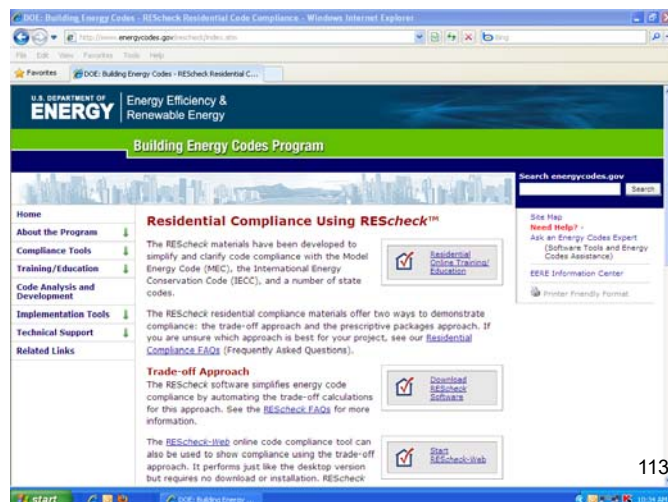 DOE: Building Energy Codes - REScheck Residential Code Compliance - Windows Internet Explorer
http://www.energycodes.gov/rescheck/index.stm
bing
File Edit View Favorites Tools Help
Favorites
DOE: Building Energy Codes - REScheck Residential C...
U.S. DEPARTMENT OF
ENERGY
Energy Efficiency &
Renewable Energy
Building Energy Codes Program
Search energycodes.gov
Search
Home
About the Program
Compliance Tools
Training/Education
Code Analysis and
Development
Implementation Tools
Technical Support
Related Links
Residential Compliance Using REScheck™
The REScheck materials have been developed to
simplify and clarify code compliance with the Model
Energy Code (MEC), the International Energy
Conservation Code (IECC), and a number of state
codes.
Residential
Online Training/
Education
The REScheck residential compliance materials offer two ways to demonstrate
compliance: the trade-off approach and the prescriptive packages approach. If
you are unsure which approach is best for your project, see our Residential
Compliance FAQs (Frequently Asked Questions).
Trade-off Approach
The REScheck software simplifies energy code
compliance by automating the trade-off calculations
for this approach. See the REScheck FAQs for more
information.
Download
REScheck
Software
The REScheck-Web online code compliance tool can
also be used to show compliance using the trade-off
approach. It performs just like the desktop version
but requires no download or installation. REScheck
Start
REScheck-Web
Site Map
Need Help? -
Ask an Energy Codes Expert
(Software Tools and Energy
Codes Assistance)
EERE Information Center
Printer Friendly Format
113
start
DOE: Building Energy ...